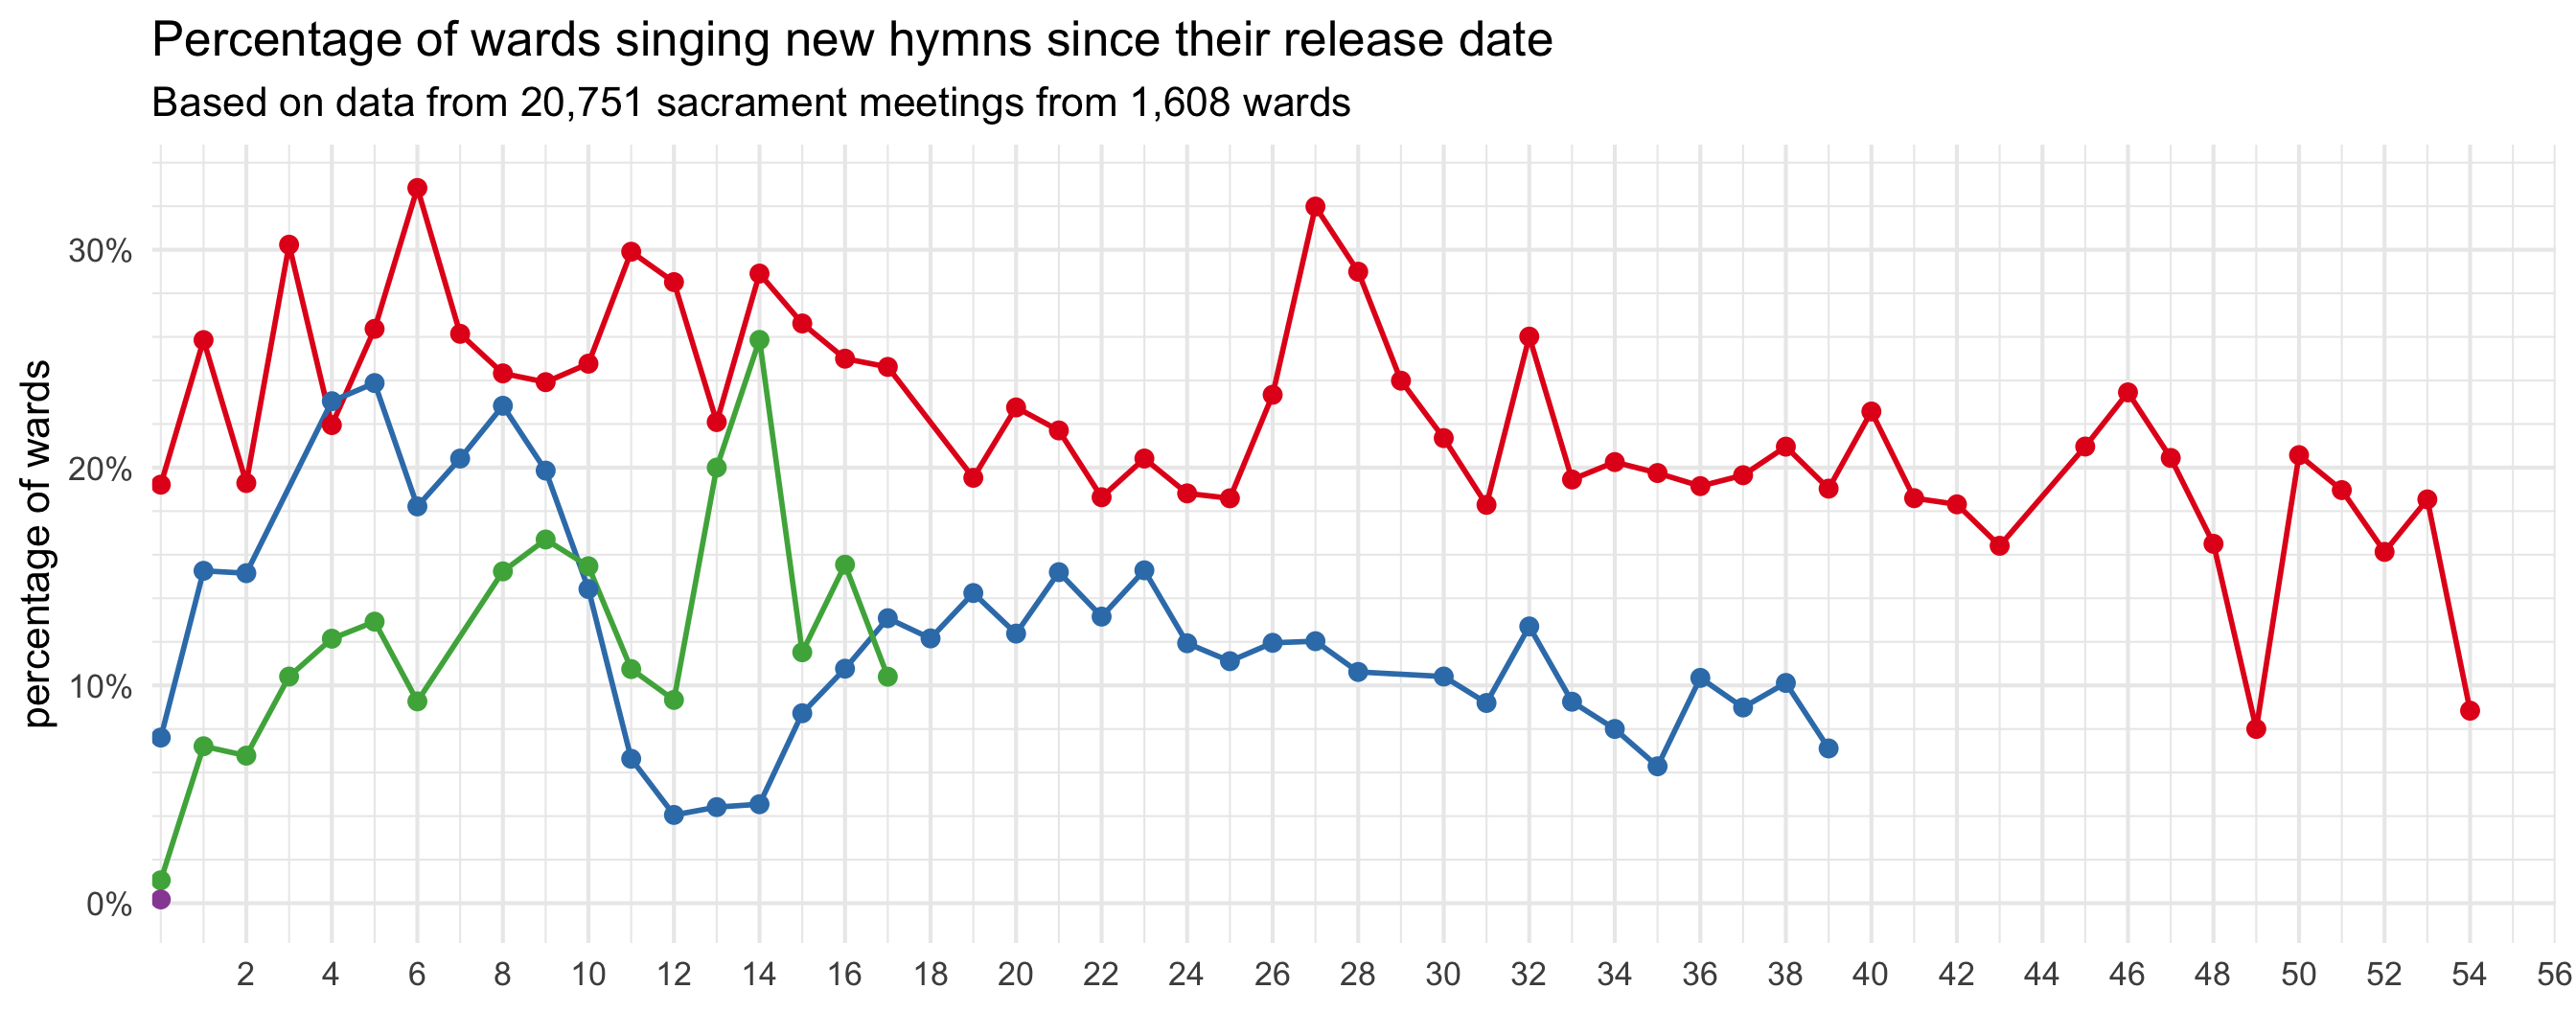 Percentage of wards singing new hymns since their release date
Based on data from 20,751 sacrament meetings from 1,608 wards
percentage of wards
30%
20%
10%
0%
2 4 6 8 10 12 14 16 18 20 22 24 26 28 30 32 34 36 38 40 42 44 46 48 50 52 54 56